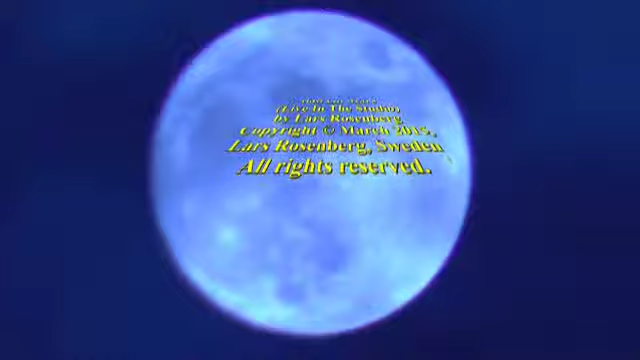 (Live In The Studio)
by Lars Rosenberg.
Copyright © March 2015,
Lars Rosenberg, Sweden
All rights reserved.